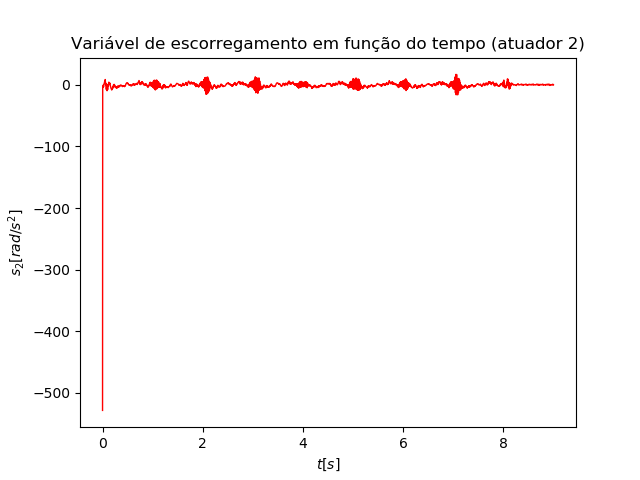 Variável de escorregamento em função do tempo (atuador 2)
0
−100
−200
−300
−400
−500
s₂[rad/s²]
0 2 4 6 8
t[s]